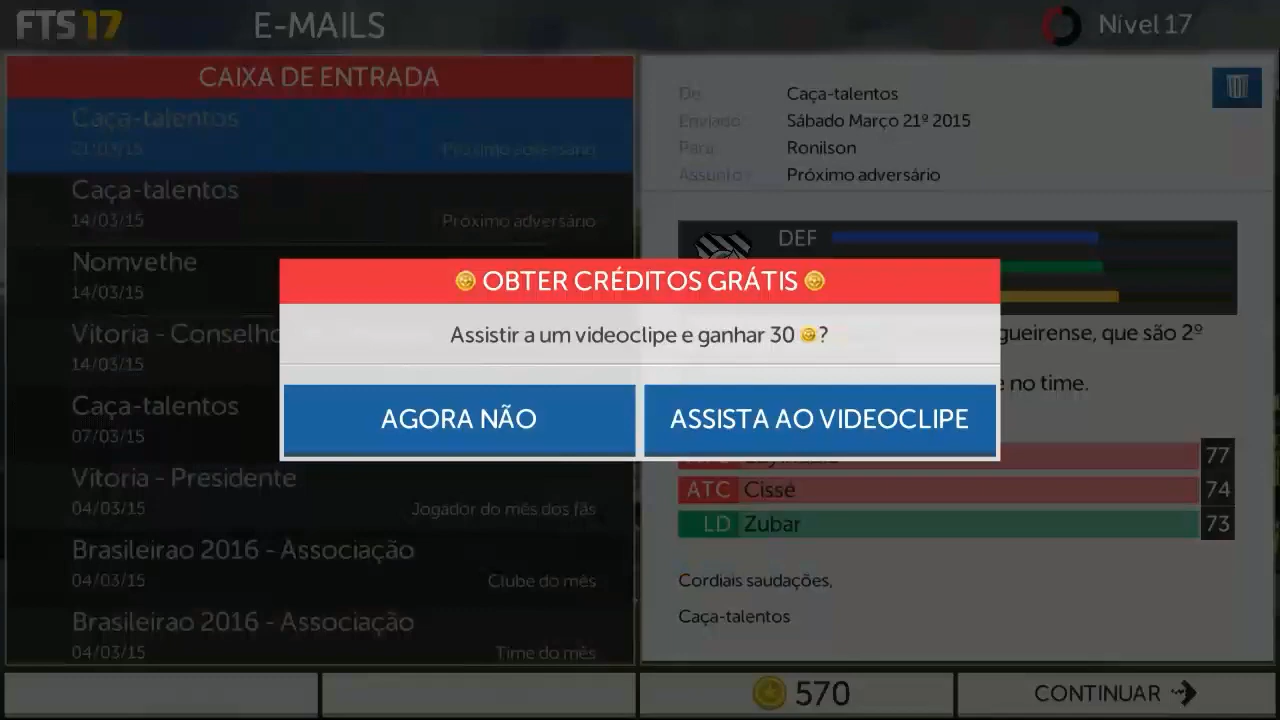 FTS 17
E-MAILS
Nível 17
CAIXA DE ENTRADA
Caça-talentos
21/03/15
Próximo adversário
Caça-talentos
14/03/15
Próximo adversário
Nomvethe
14/03/15
Vitoria - Conselho
14/03/15
Caça-talentos
07/03/15
Vitoria - Presidente
04/03/15
Jogador do mês dos fãs
Brasileirao 2016 - Associação
04/03/15
Clube do mês
Brasileirao 2016 - Associação
04/03/15
Time do mês
De: Caça-talentos
Enviado: Sábado Março 21º 2015
Para: Ronilson
Assunto: Próximo adversário
DEF
OBTER CRÉDITOS GRÁTIS
Assistir a um videoclipe e ganhar 30 ?
AGORA NÃO
ASSISTA AO VIDEOCLIPE
gueirense, que são 2º
e no time.
77
ATC Cissé 74
LD Zubar 73
Cordiais saudações,
Caça-talentos
570
CONTINUAR